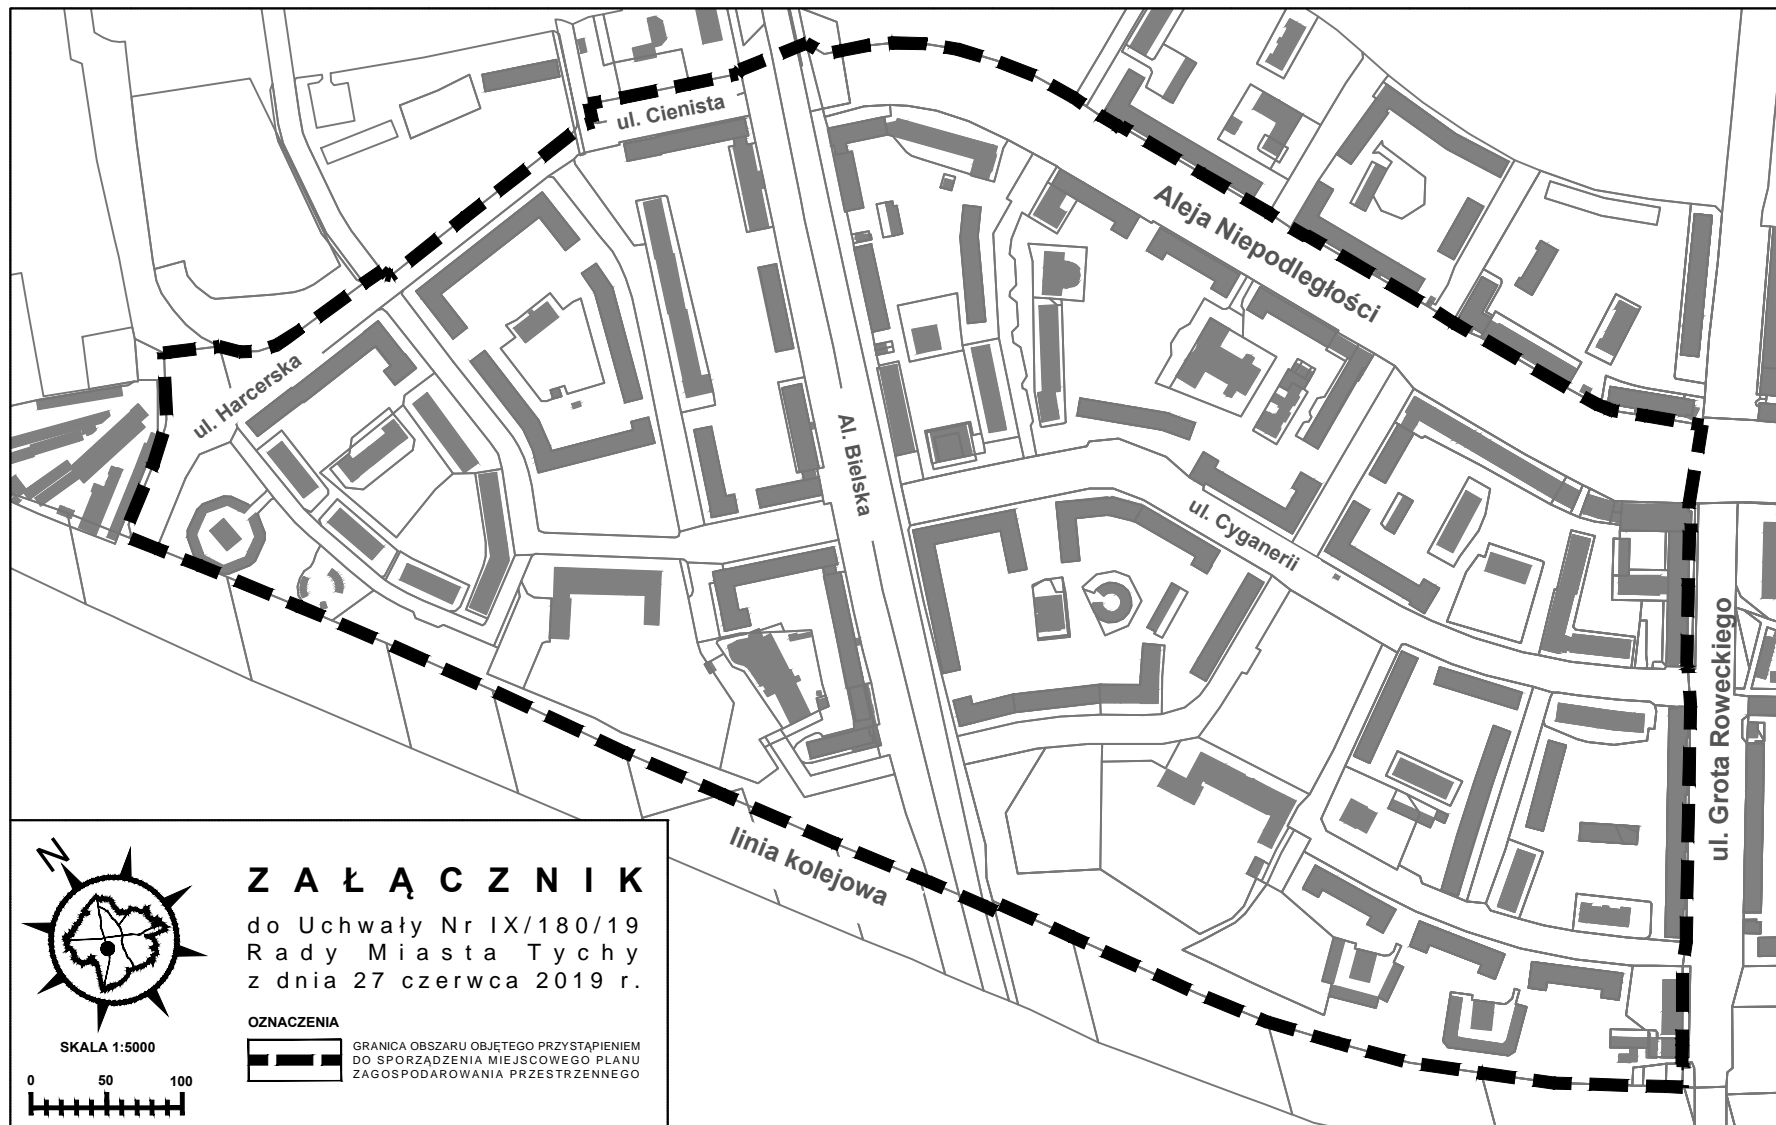 ul. Cienista
Aleja Niepodległości
ul. Harcerska
Al. Bielska
ul. Cyganerii
ul. Grota Roweckiego
linia kolejowa
N
ZAŁĄCZNIK
do Uchwały Nr IX/180/19
Rady Miasta Tychy
z dnia 27 czerwca 2019 r.
OZNACZENIA
GRANICA OBSZARU OBJĘTEGO PRZYSTĄPIENIEM
DO SPORZĄDZENIA MIEJSCOWEGO PLANU
ZAGOSPODAROWANIA PRZESTRZENNEGO
SKALA 1:5000
0 50 100